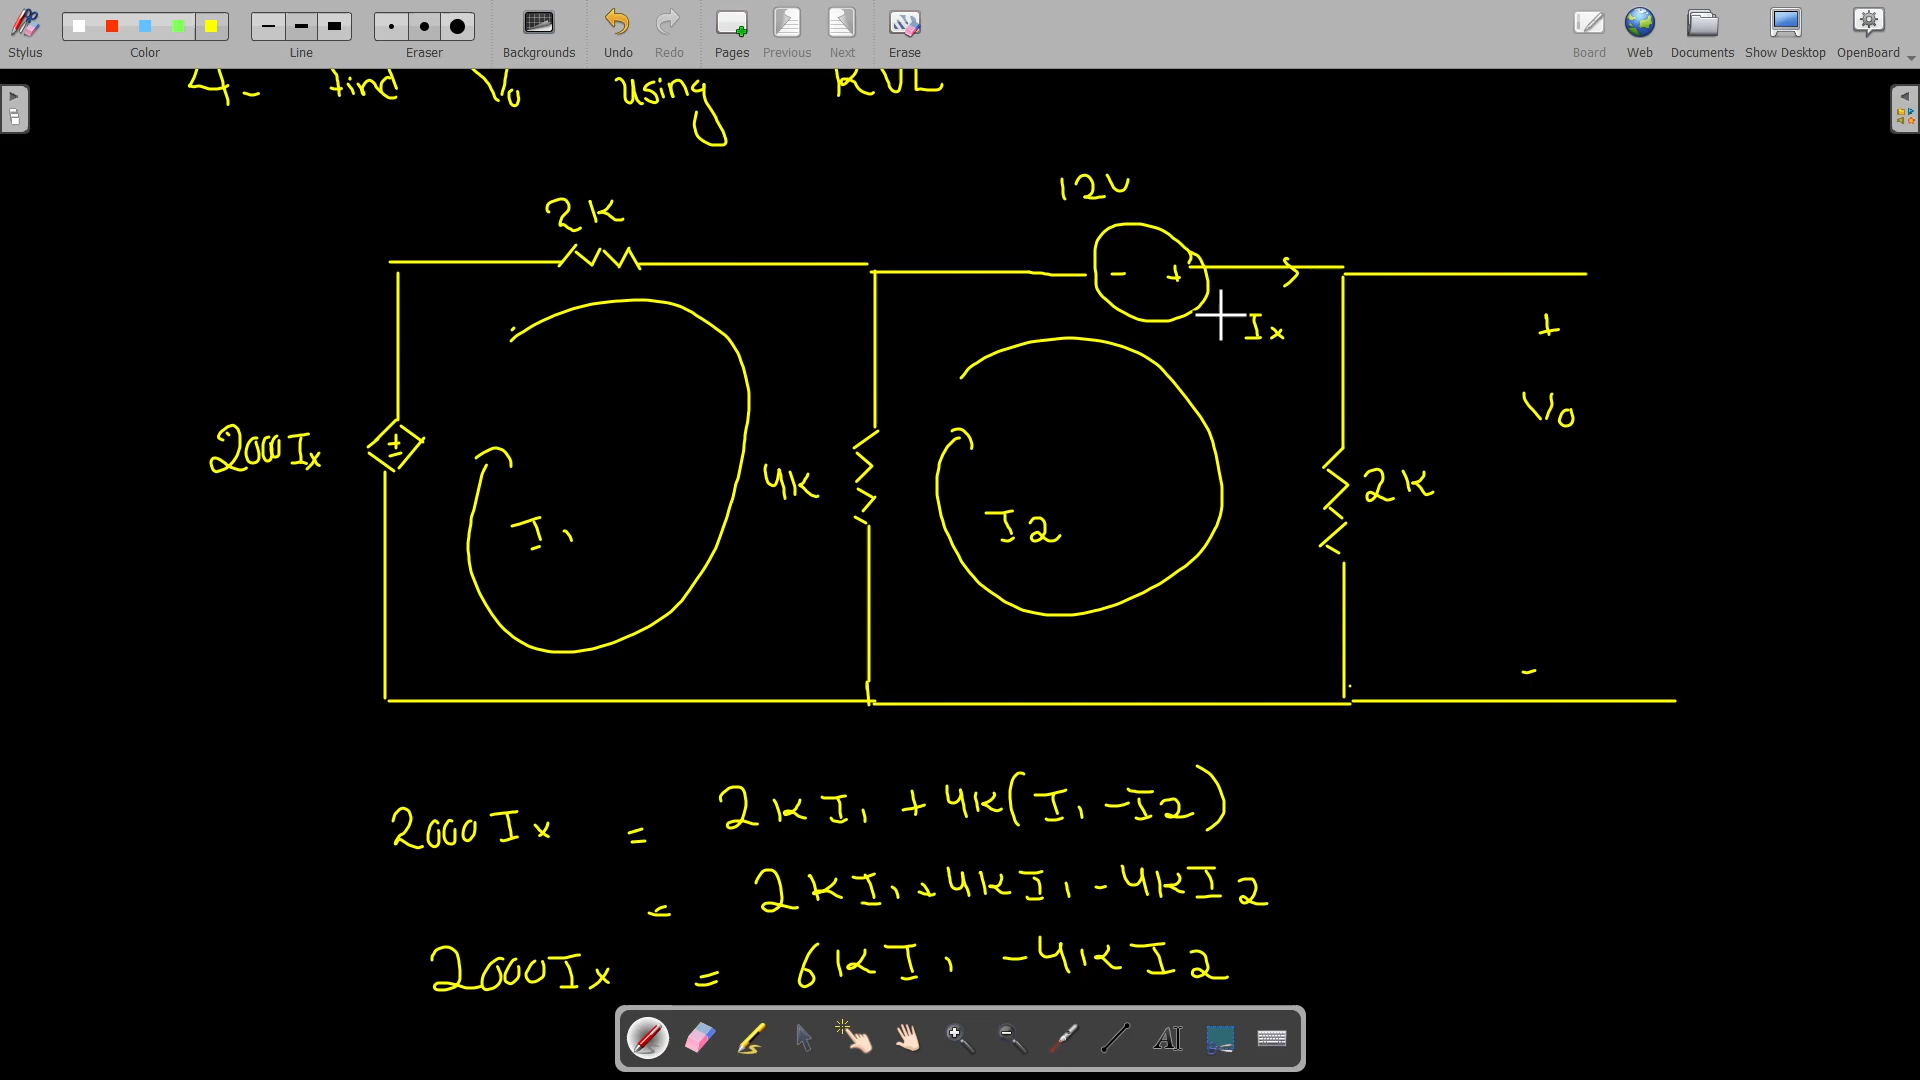 Stylus Color Line Eraser Backgrounds Undo Redo Pages Previous Next Erase Board Web Documents Show Desktop OpenBoard
4- find Vo using KVL
12V
2K
- +
Ix
+
Vo
2000Ix
±
4K
2K
I1
I2
-
2000Ix = 2KI1 + 4K(I1 - I2)
= 2KI1 + 4KI1 - 4KI2
2000Ix = 6KI1 - 4KI2
AI